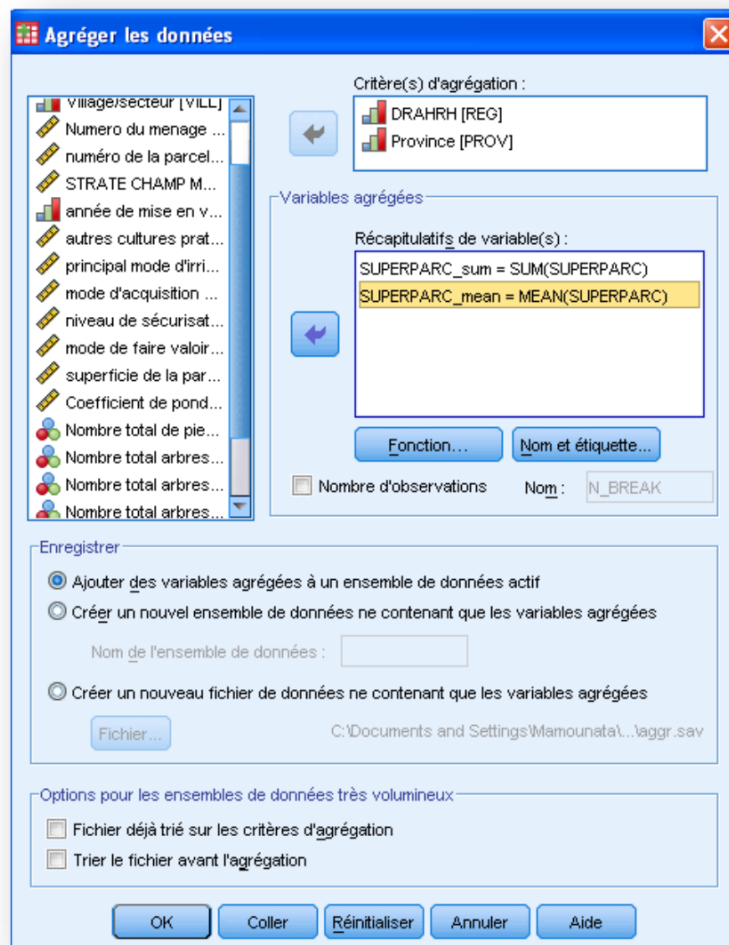 Agréger les données
Critère(s) d'agrégation :
Village/secteur [VILL]
Numero du menage ...
numéro de la parcel...
STRATE CHAMP M...
année de mise en v...
autres cultures prat...
principal mode d'irri...
mode d'acquisition ...
niveau de sécurisat...
mode de faire valoir...
superficie de la par...
Coefficient de pond...
Nombre total de pie...
Nombre total arbres...
Nombre total arbres...
Nombre total arbres...
DRAHRH [REG]
Province [PROV]
Variables agrégées
Récapitulatifs de variable(s) :
SUPERPARC_sum = SUM(SUPERPARC)
SUPERPARC_mean = MEAN(SUPERPARC)
Fonction... Nom et étiquette...
Nombre d'observations Nom : N_BREAK
Enregistrer
Ajouter des variables agrégées à un ensemble de données actif
Créer un nouvel ensemble de données ne contenant que les variables agrégées
Nom de l'ensemble de données :
Créer un nouveau fichier de données ne contenant que les variables agrégées
Fichier... C:\Documents and Settings\Mamounata\...\aggr.sav
Options pour les ensembles de données très volumineux
Fichier déjà trié sur les critères d'agrégation
Trier le fichier avant l'agrégation
OK Coller Réinitialiser Annuler Aide